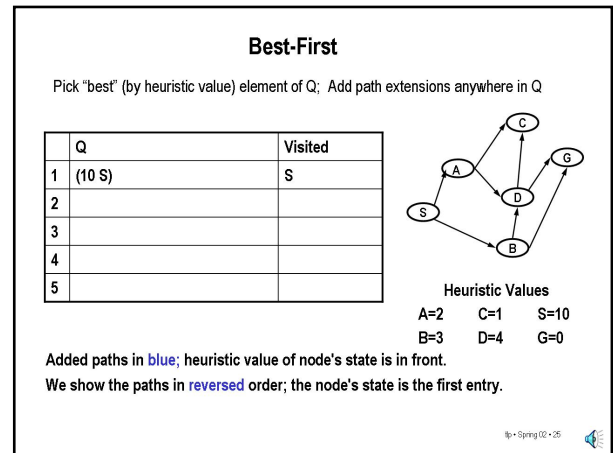 Best-First
Pick “best” (by heuristic value) element of Q; Add path extensions anywhere in Q
Q Visited
1 (10 S) S
2
3
4
5
C
G
A
D
S
B
Heuristic Values
A=2 C=1 S=10
B=3 D=4 G=0
Added paths in blue; heuristic value of node's state is in front.
We show the paths in reversed order; the node's state is the first entry.
tlp • Spring 02 • 25